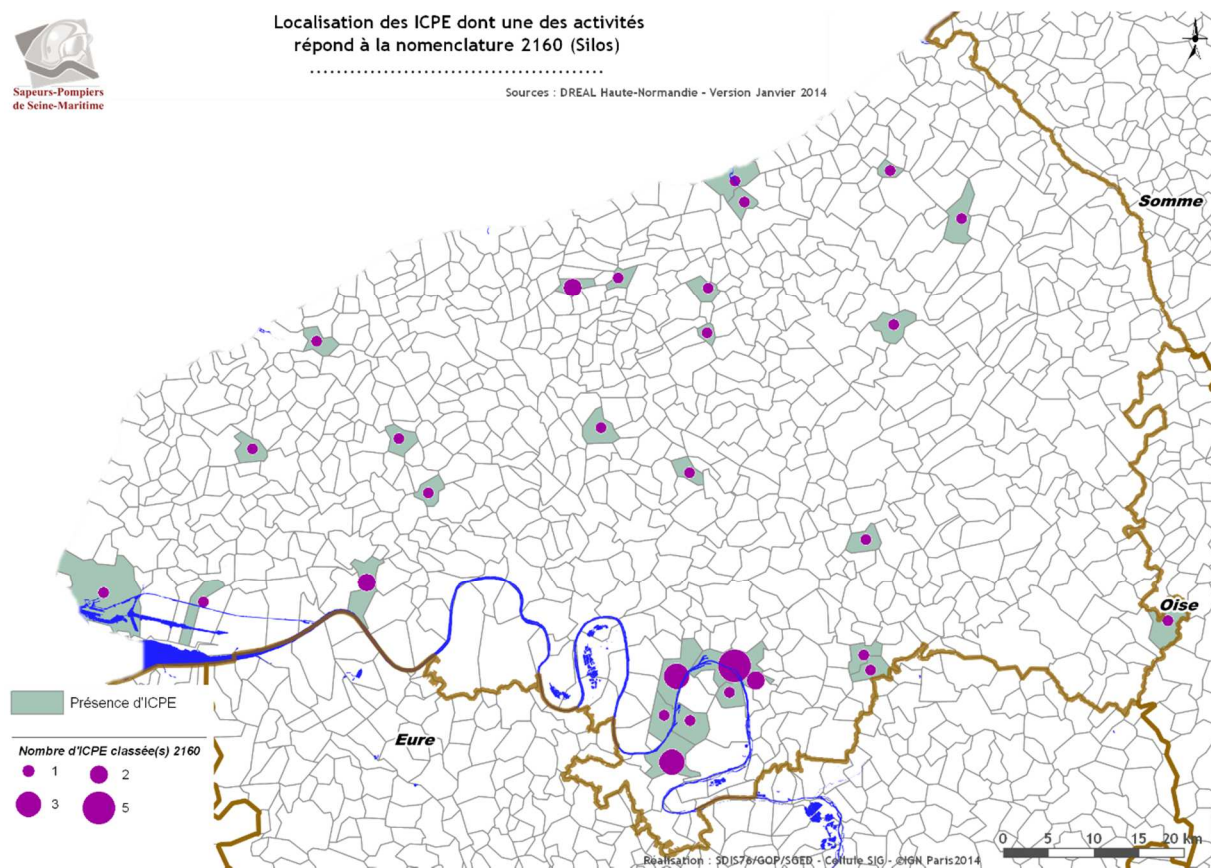 Localisation des ICPE dont une des activités
répond à la nomenclature 2160 (Silos)
Sapeurs-Pompiers
de Seine-Maritime
Sources : DREAL Haute-Normandie - Version Janvier 2014
Somme
Oise
Eure
Présence d'ICPE
Nombre d'ICPE classée(s) 2160
1
2
3
5
0 5 10 15 20 km
Réalisation : SDIS76/GOP/SGED - Cellule SIG - ©IGN Paris2014